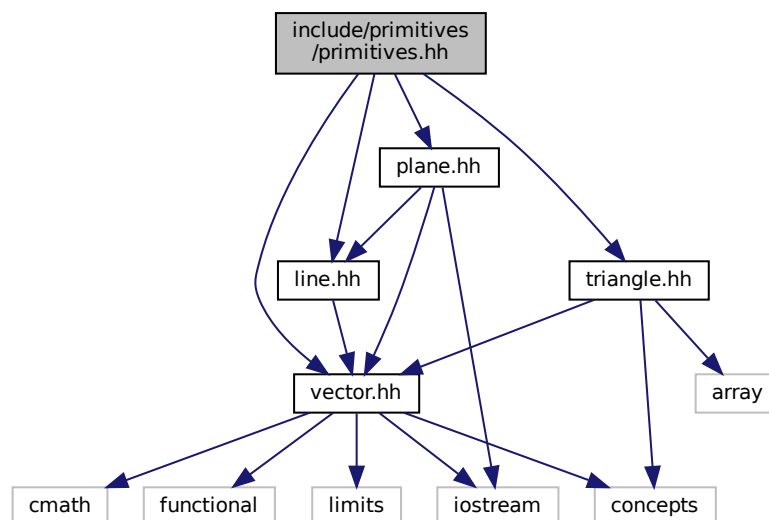 include/primitives
/primitives.hh
plane.hh
line.hh
triangle.hh
vector.hh
array
cmath
functional
limits
iostream
concepts